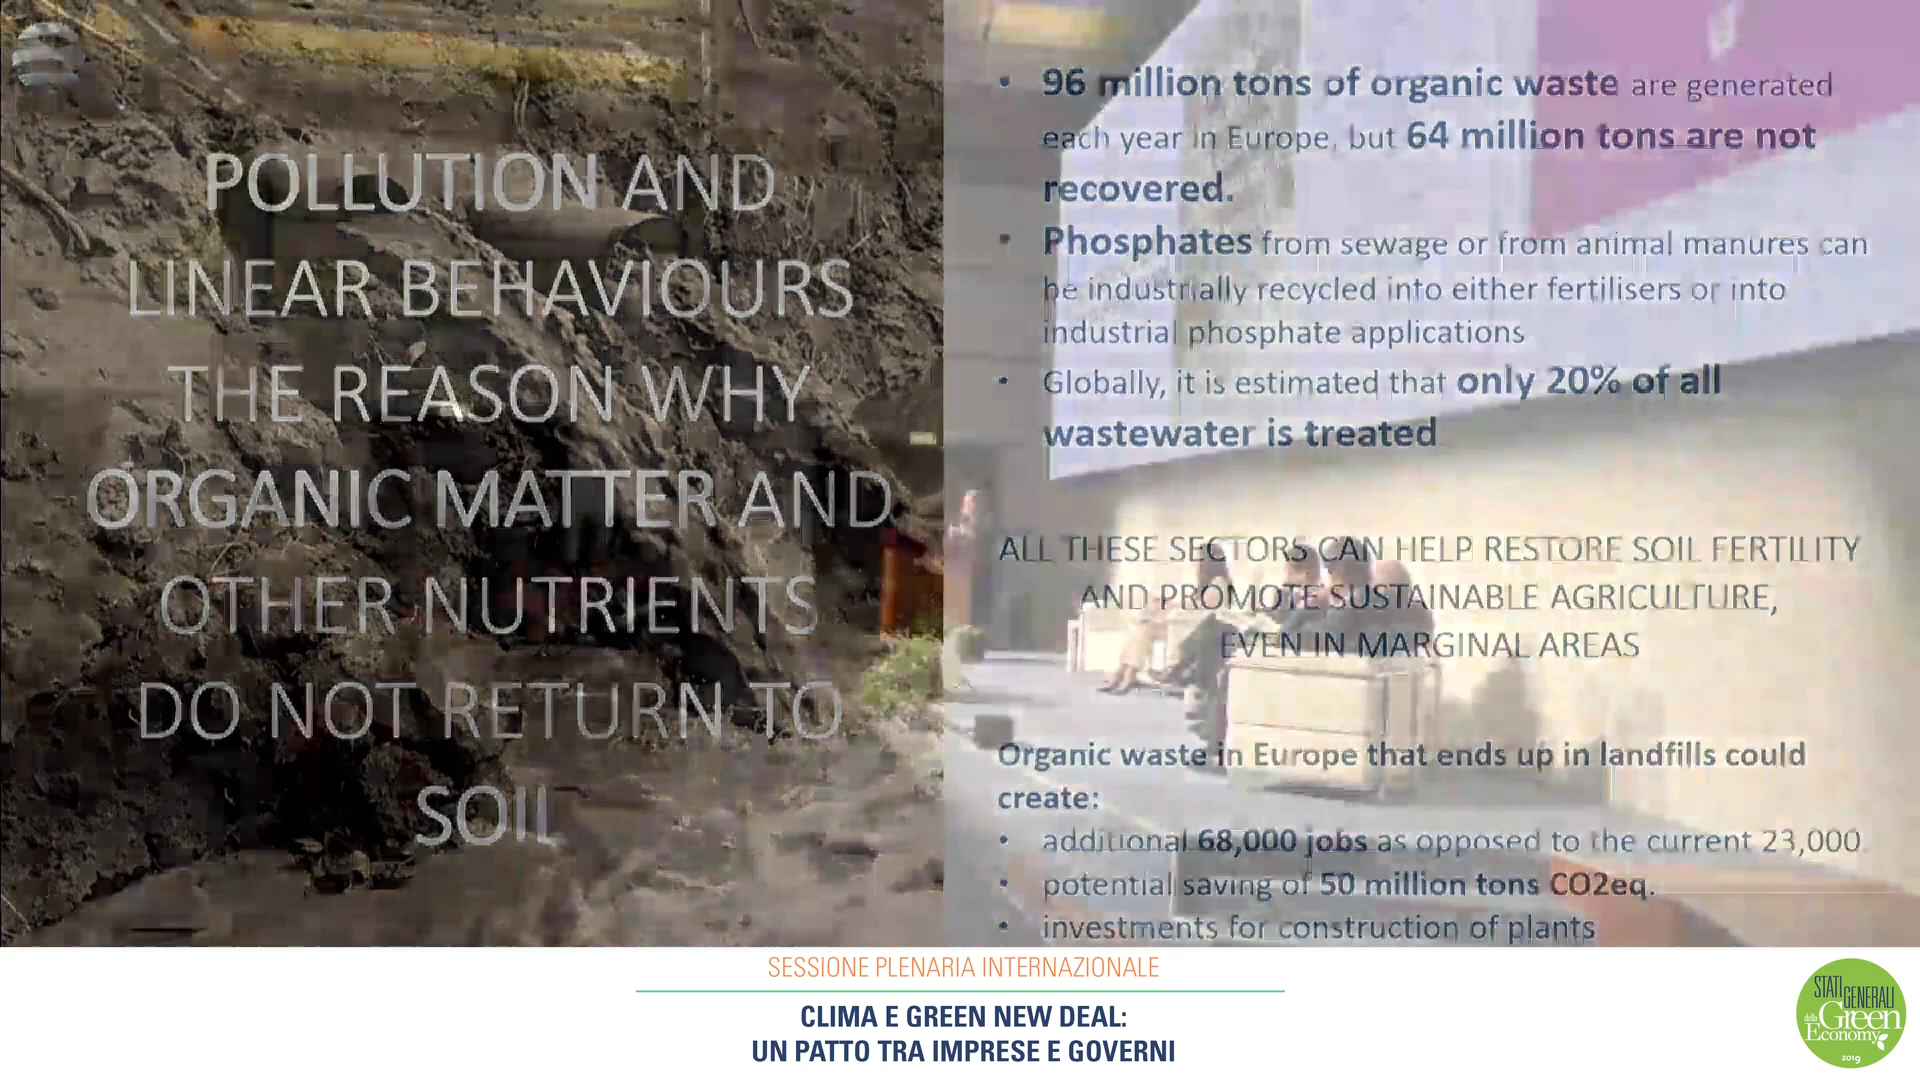 POLLUTION AND
LINEAR BEHAVIOURS
THE REASON WHY
ORGANIC MATTER AND
OTHER NUTRIENTS
DO NOT RETURN TO
SOIL
• 96 million tons of organic waste are generated
each year in Europe, but 64 million tons are not
recovered.
• Phosphates from sewage or from animal manures can
be industrially recycled into either fertilisers or into
industrial phosphate applications
• Globally, it is estimated that only 20% of all
wastewater is treated
ALL THESE SECTORS CAN HELP RESTORE SOIL FERTILITY
AND PROMOTE SUSTAINABLE AGRICULTURE,
EVEN IN MARGINAL AREAS
Organic waste in Europe that ends up in landfills could
create:
• additional 68,000 jobs as opposed to the current 23,000
• potential saving of 50 million tons CO2eq.
• investments for construction of plants
SESSIONE PLENARIA INTERNAZIONALE
CLIMA E GREEN NEW DEAL:
UN PATTO TRA IMPRESE E GOVERNI
STATI
GENERALI
della Green
Economy
2019